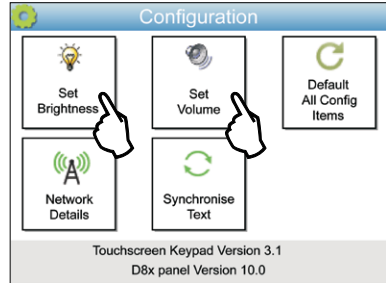 Configuration
Set
Brightness
Set
Volume
Default
All Config
Items
Network
Details
Synchronise
Text
Touchscreen Keypad Version 3.1
D8x panel Version 10.0